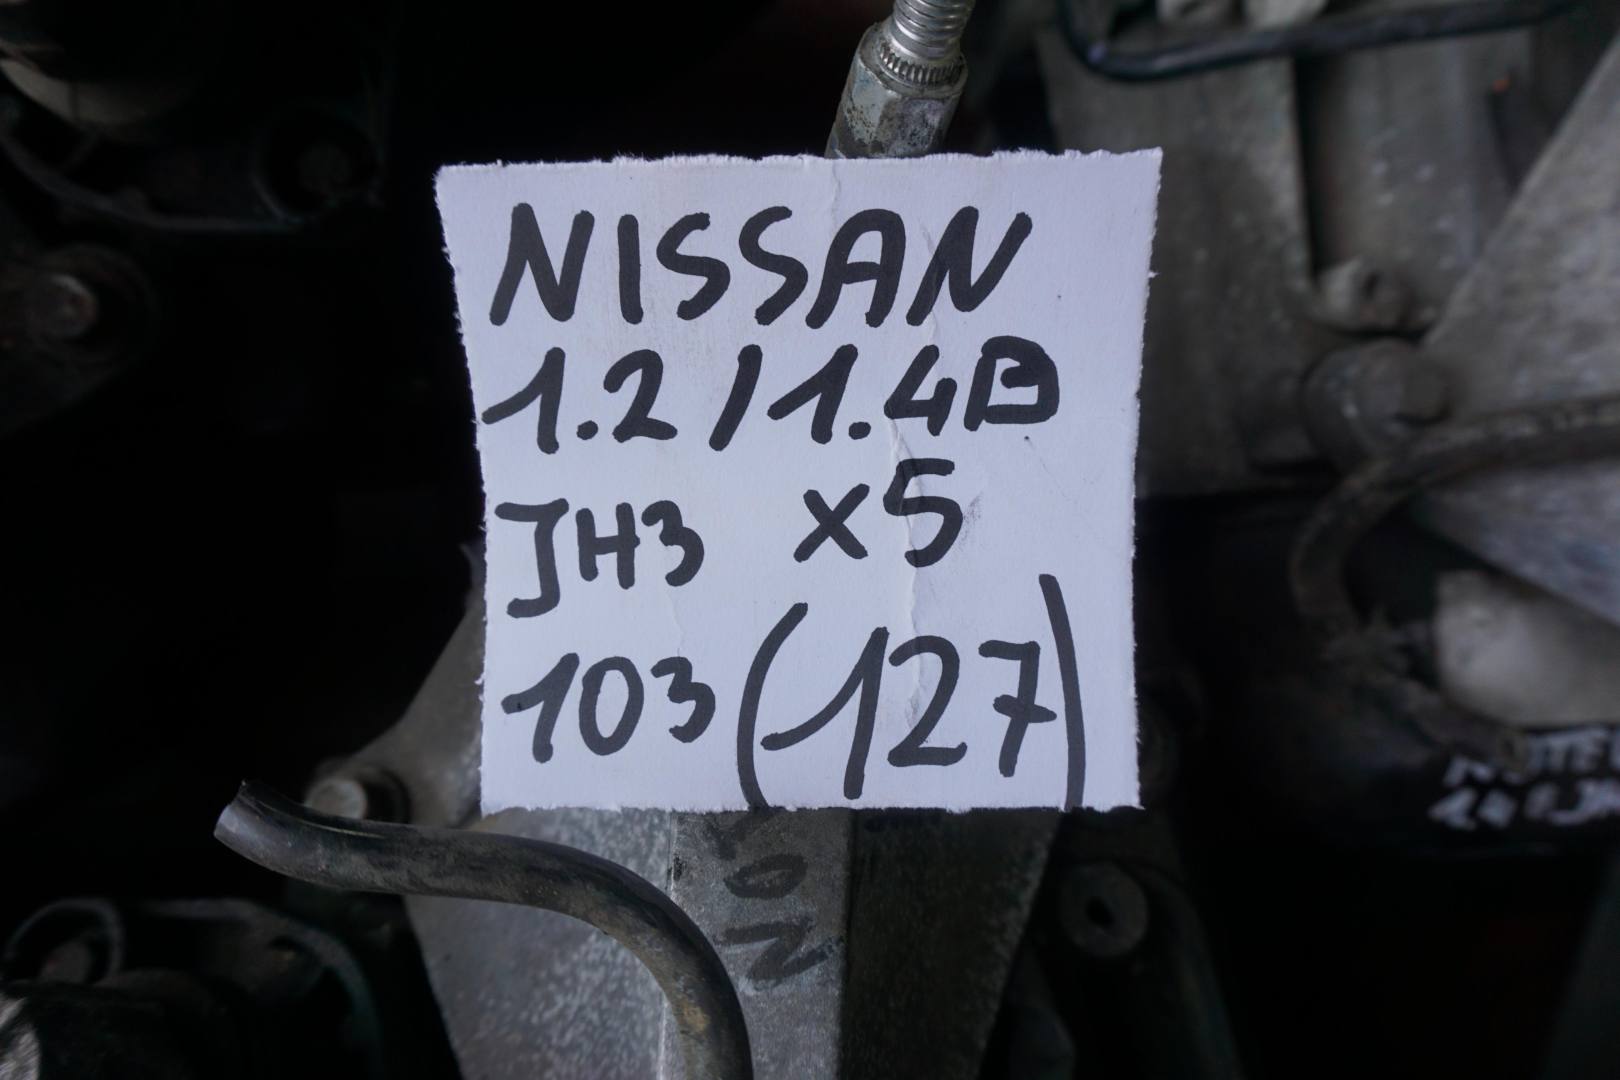 NISSAN
1.2/1.4B
JH3 x5
103 (127)